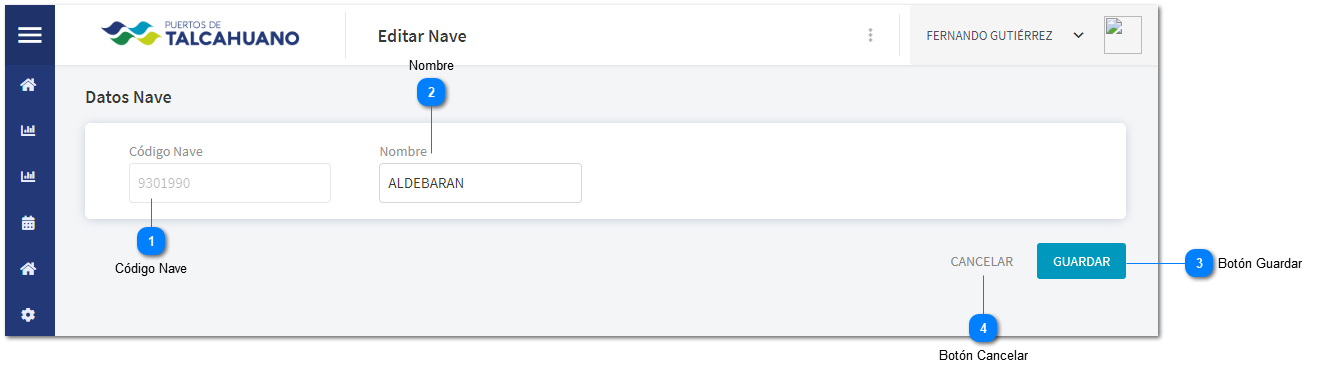 PUERTOS DE
TALCAHUANO
Editar Nave
FERNANDO GUTIÉRREZ
Nombre
2
Datos Nave
Código Nave
Nombre
9301990
ALDEBARAN
1
Código Nave
CANCELAR
GUARDAR
3
Botón Guardar
4
Botón Cancelar